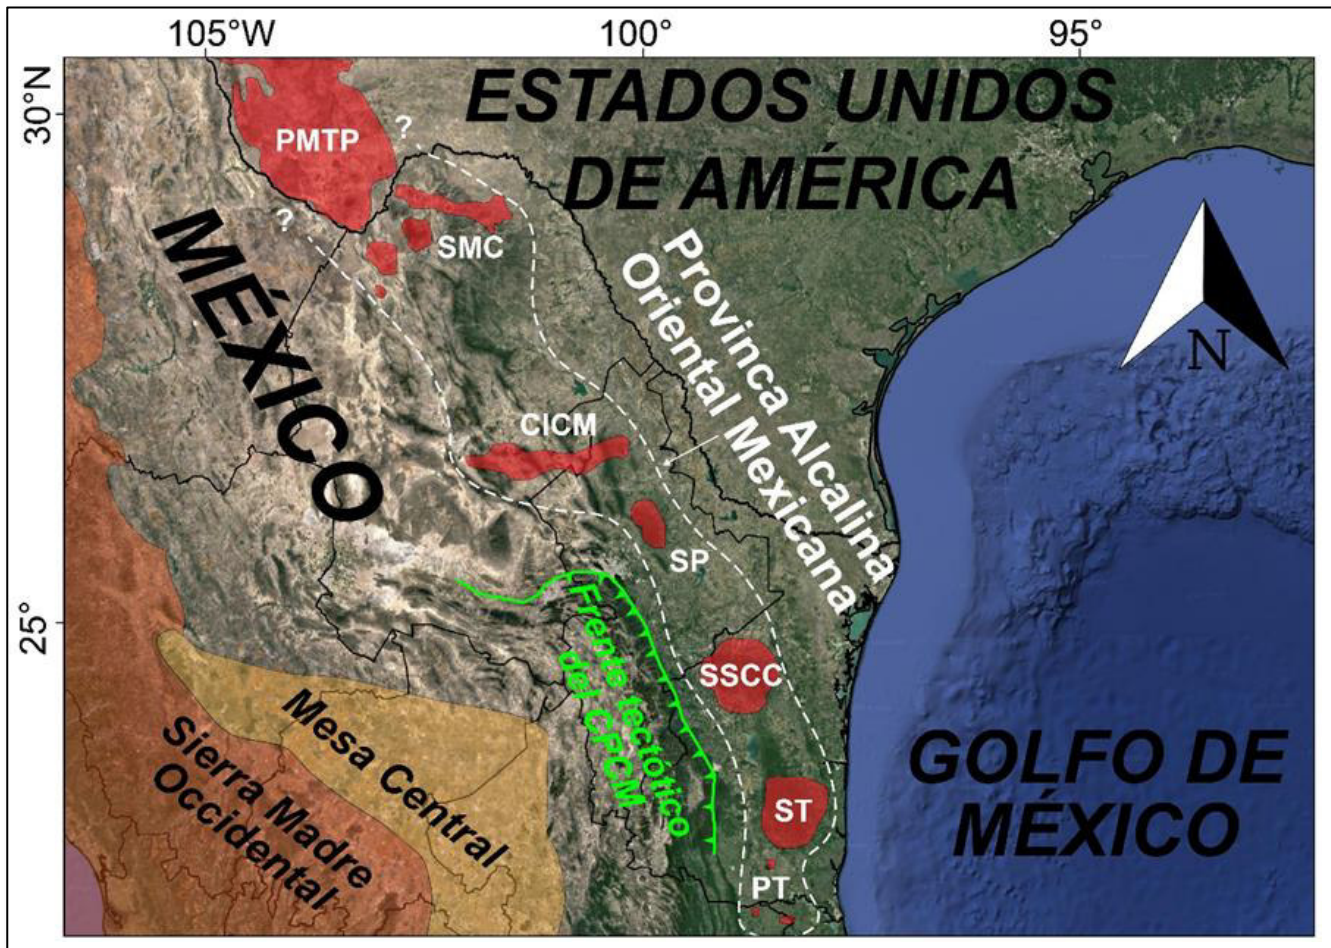 105°W
100°
95°
30°N
25°
ESTADOS UNIDOS
DE AMÉRICA
PMTP
?
?
SMC
MÉXICO
Provinca Alcalina
Oriental Mexicana
CICM
SP
Frente tectótico
del CPCM
SSCC
Mesa Central
Sierra Madre
Occidental
ST
PT
GOLFO DE
MÉXICO
N